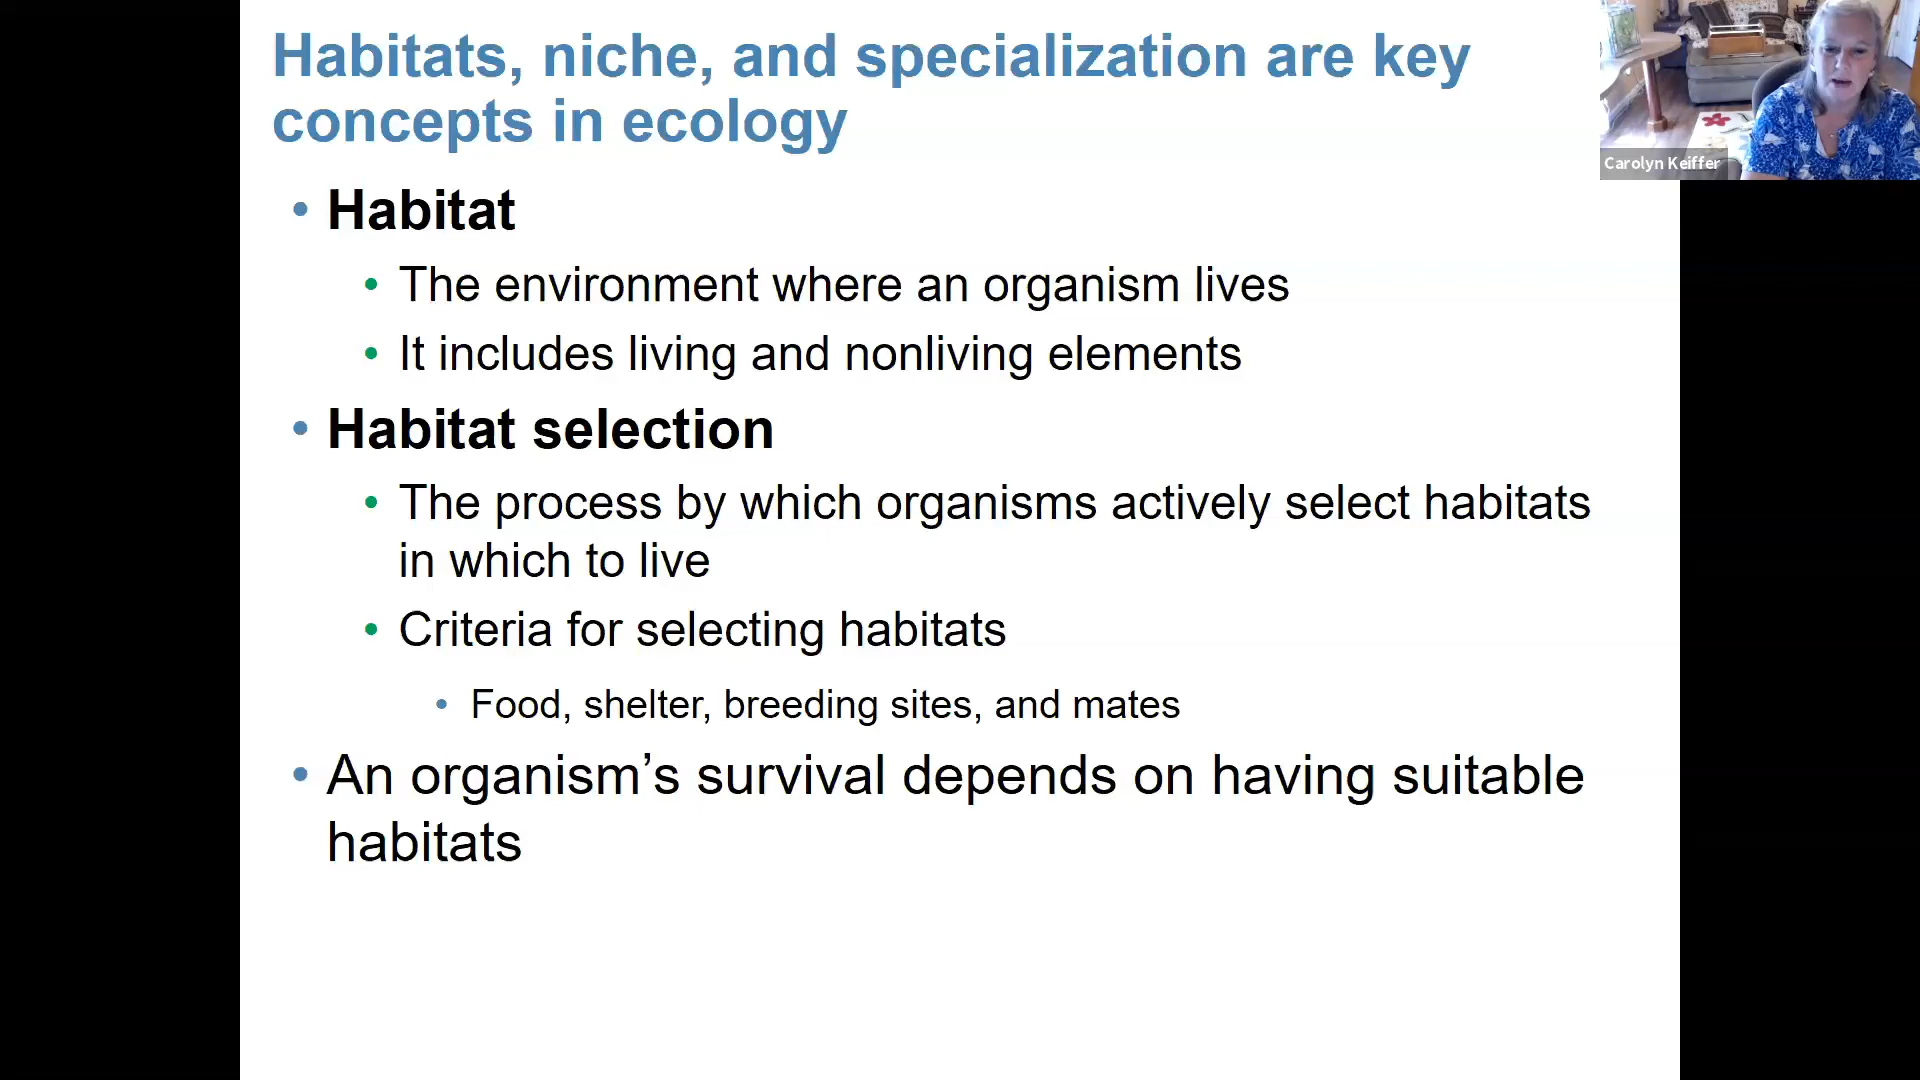 Habitats, niche, and specialization are key
concepts in ecology
Carolyn Keiffer
• Habitat
• The environment where an organism lives
• It includes living and nonliving elements
• Habitat selection
• The process by which organisms actively select habitats
in which to live
• Criteria for selecting habitats
• Food, shelter, breeding sites, and mates
• An organism’s survival depends on having suitable
habitats